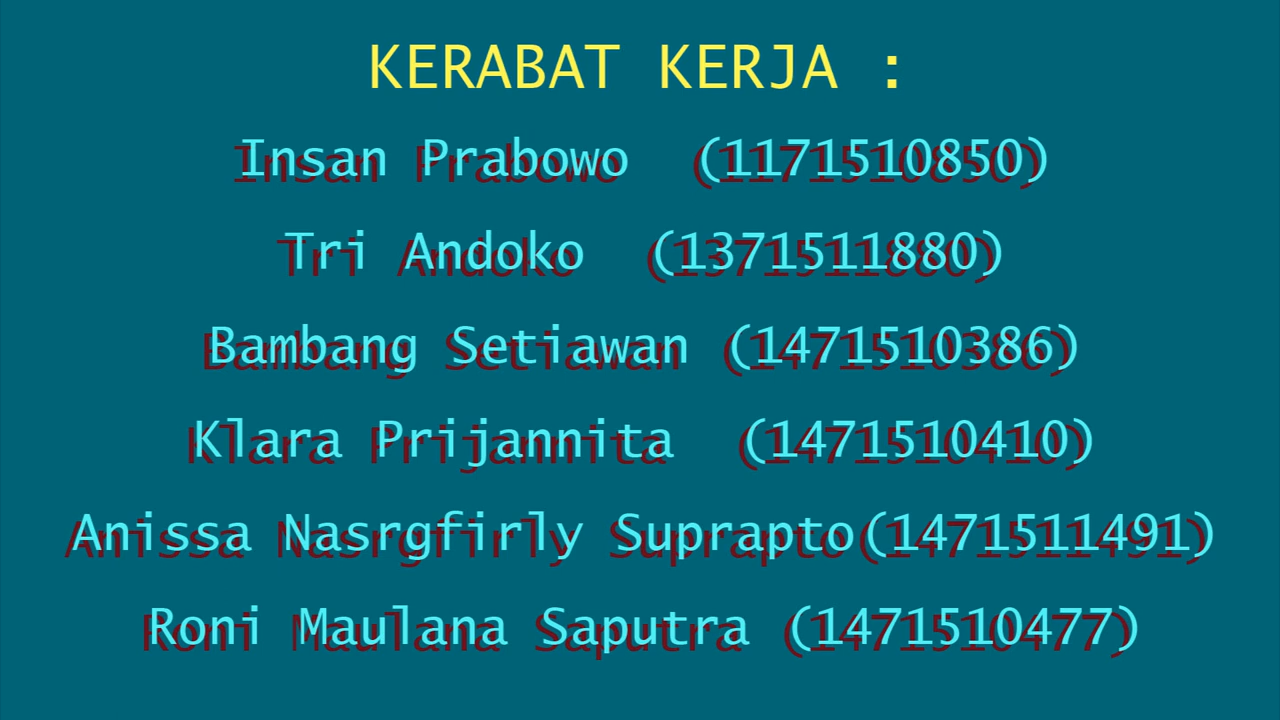 KERABAT KERJA :
Insan Prabowo (1171510850)
Tri Andoko (1371511880)
Bambang Setiawan (1471510386)
Klara Prijannita (1471510410)
Anissa Nasrgfirly Suprapto(1471511491)
Roni Maulana Saputra (1471510477)